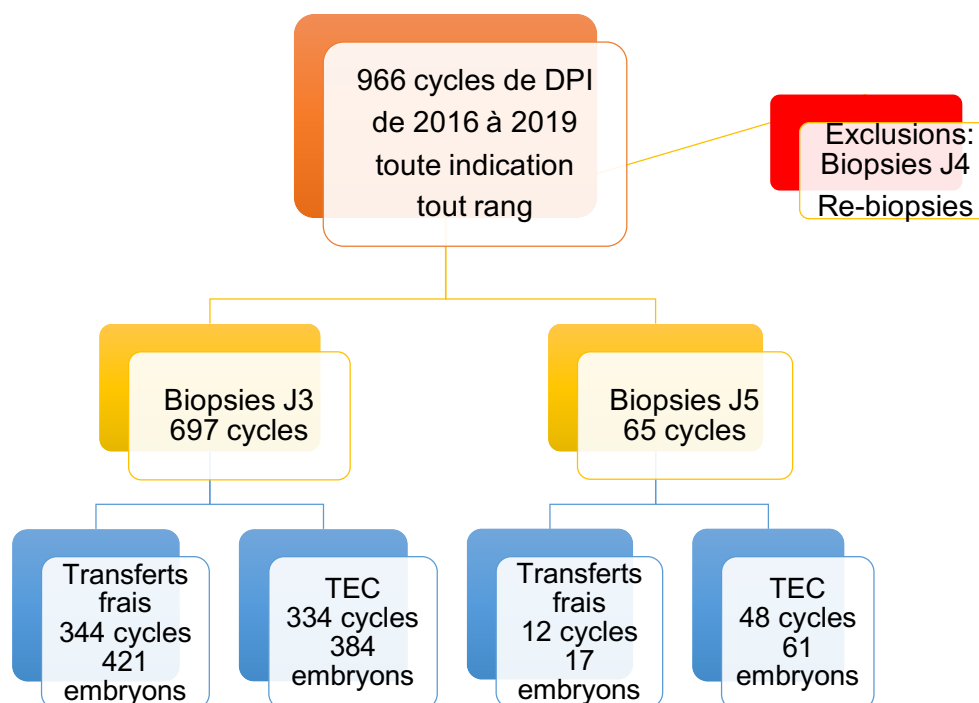 966 cycles de DPI
de 2016 à 2019
toute indication
tout rang
Exclusions:
Biopsies J4
Re-biopsies
Biopsies J3
697 cycles
Biopsies J5
65 cycles
Transferts
frais
344 cycles
421
embryons
TEC
334 cycles
384
embryons
Transferts
frais
12 cycles
17
embryons
TEC
48 cycles
61
embryons